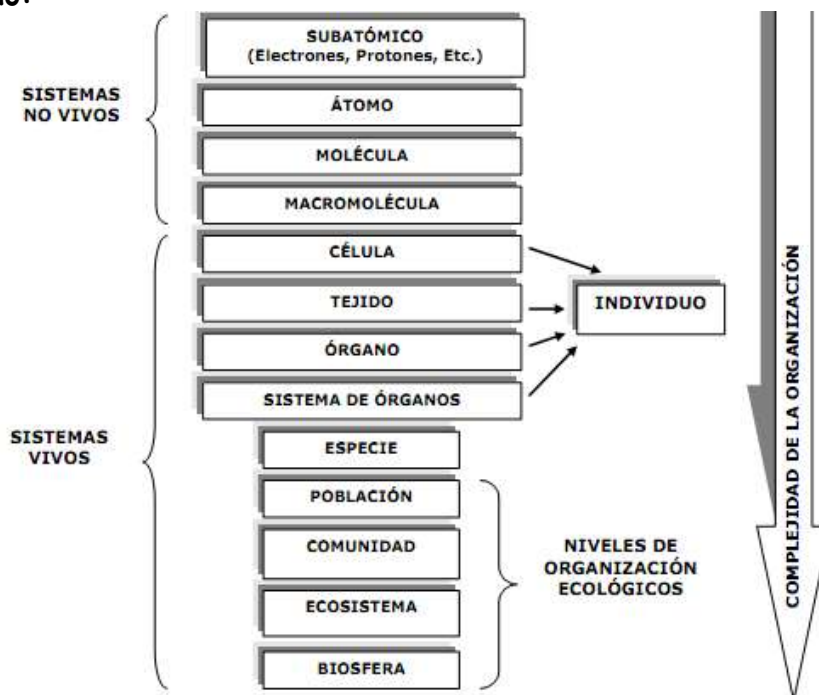 SUBATÓMICO
(Electrones, Protones, Etc.)
SISTEMAS
NO VIVOS
ÁTOMO
MOLÉCULA
MACROMOLÉCULA
CÉLULA
TEJIDO
INDIVIDUO
ÓRGANO
SISTEMA DE ÓRGANOS
SISTEMAS
VIVOS
ESPECIE
POBLACIÓN
COMUNIDAD
NIVELES DE
ORGANIZACIÓN
ECOLÓGICOS
ECOSISTEMA
BIOSFERA
COMPLEJIDAD DE LA ORGANIZACIÓN